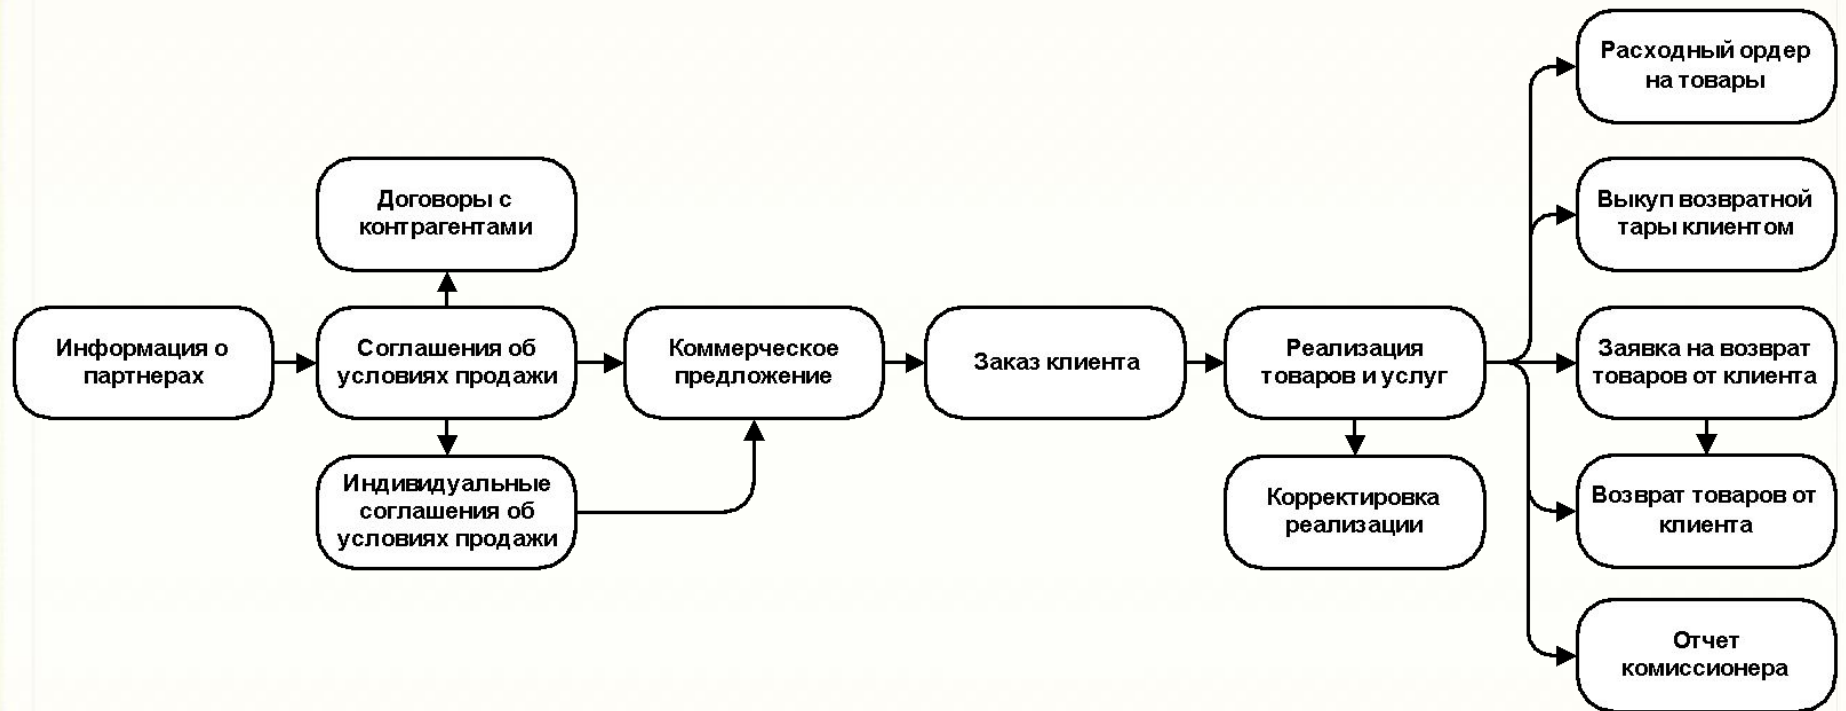 Расходный ордер
на товары
Договоры с
контрагентами
Выкуп возвратной
тары клиентом
Информация о
партнерах
Соглашения об
условиях продажи
Коммерческое
предложение
Заказ клиента
Реализация
товаров и услуг
Заявка на возврат
товаров от клиента
Индивидуальные
соглашения об
условиях продажи
Корректировка
реализации
Возврат товаров от
клиента
Отчет
комиссионера